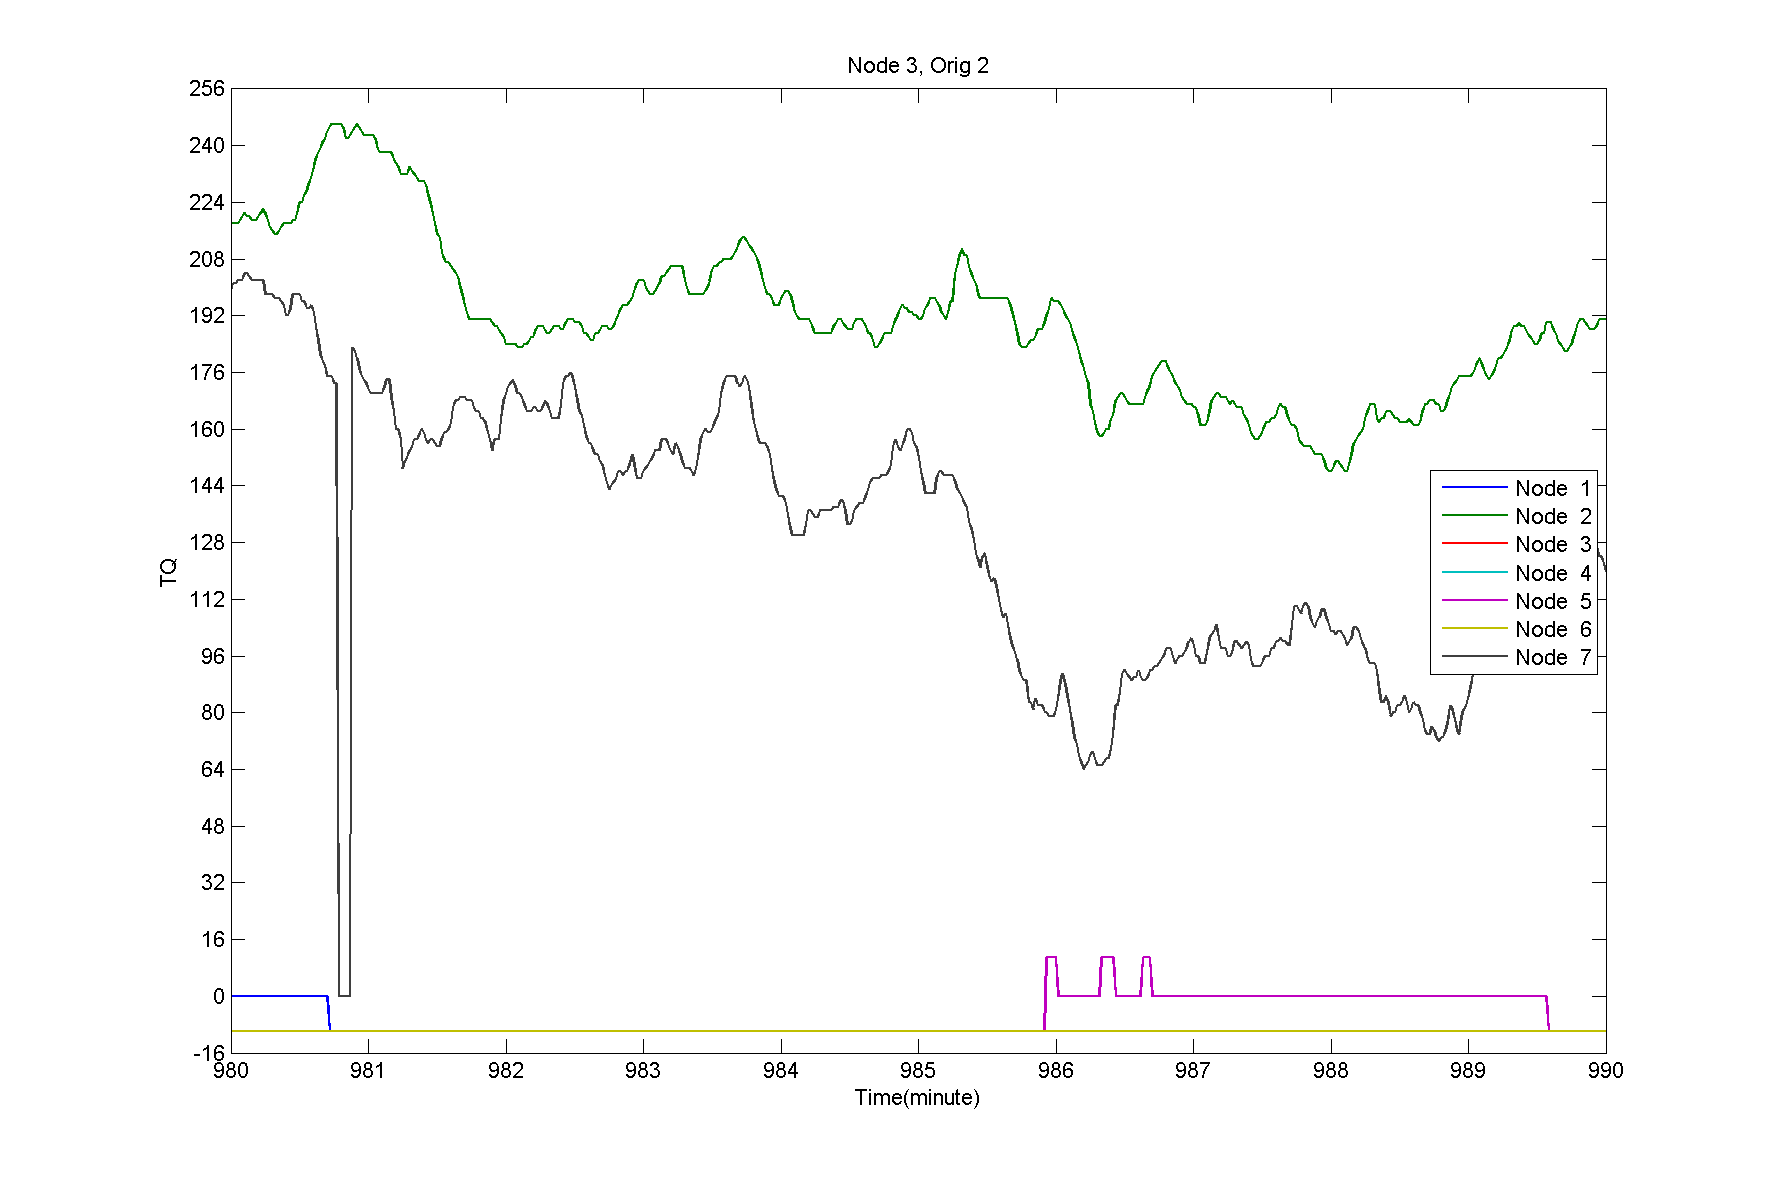 Node 3, Orig 2
256
240
224
208
192
176
160
144
128
112
96
80
64
48
32
16
0
-16
TQ
Node 1
Node 2
Node 3
Node 4
Node 5
Node 6
Node 7
980 981 982 983 984 985 986 987 988 989 990
Time(minute)